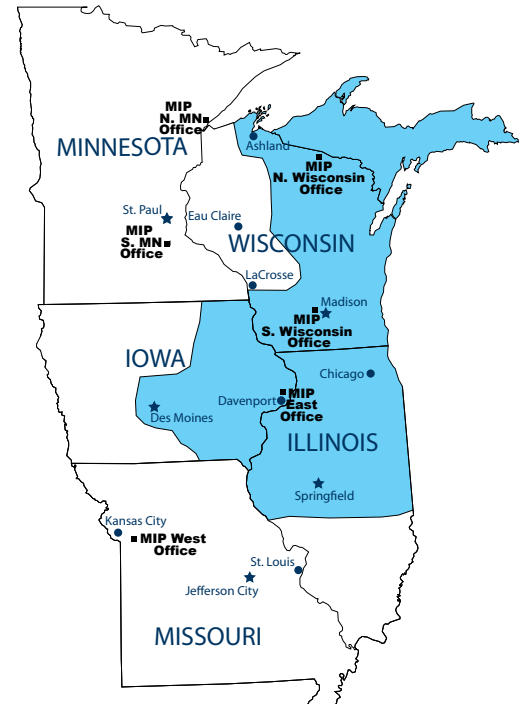 MIP
N. MN
Office
MINNESOTA
Ashland
MIP
N. Wisconsin
Office
St. Paul
Eau Claire
MIP
S. MN
Office
WISCONSIN
LaCrosse
Madison
MIP
S. Wisconsin
Office
IOWA
Chicago
Davenport
MIP
East
Office
Des Moines
ILLINOIS
Springfield
Kansas City
MIP West
Office
St. Louis
Jefferson City
MISSOURI